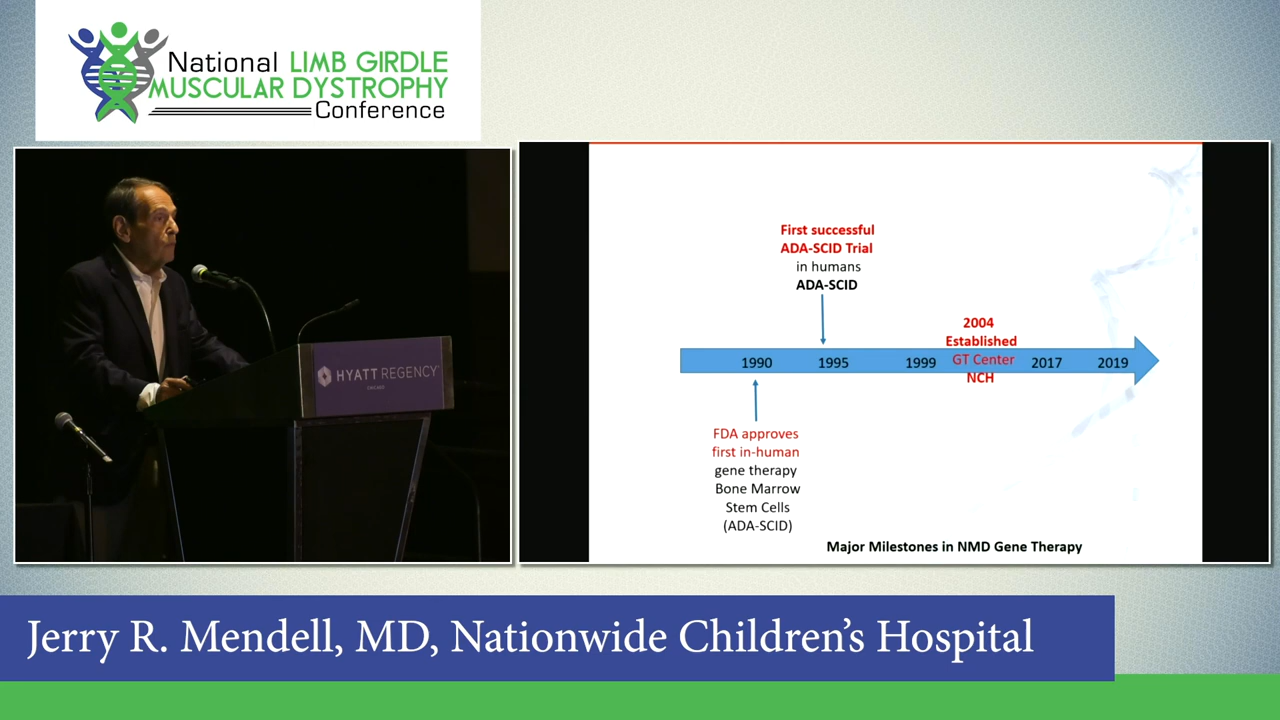 National LIMB GIRDLE
MUSCULAR DYSTROPHY
Conference
HYATT REGENCY
CHICAGO
First successful
ADA-SCID Trial
in humans
ADA-SCID
2004
Established
GT Center
NCH
1990 1995 1999 2017 2019
FDA approves
first in-human
gene therapy
Bone Marrow
Stem Cells
(ADA-SCID)
Major Milestones in NMD Gene Therapy
Jerry R. Mendell, MD, Nationwide Children's Hospital